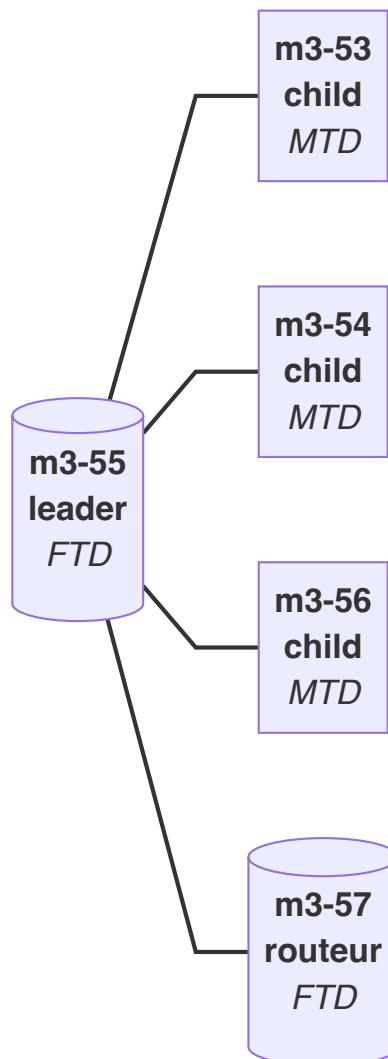 m3-53
child
MTD
m3-54
child
MTD
m3-55
leader
FTD
m3-56
child
MTD
m3-57
routeur
FTD